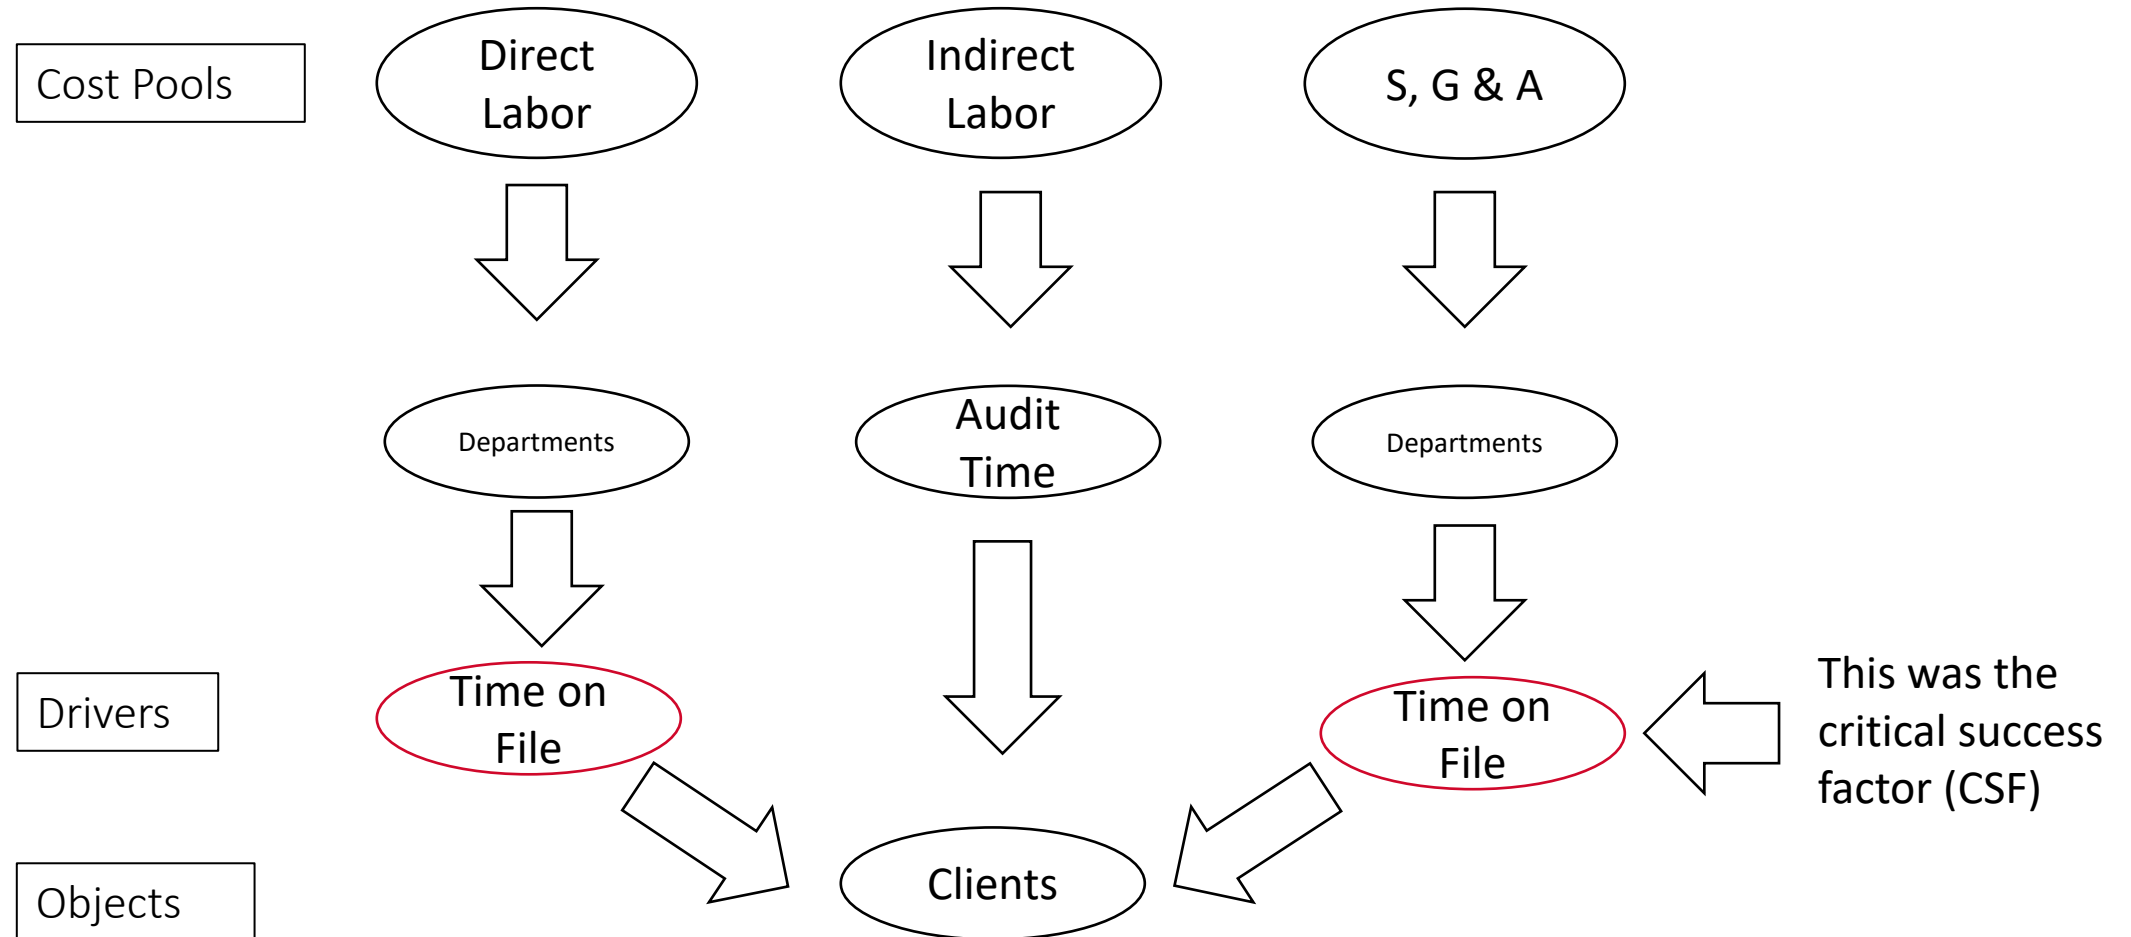 Cost Pools
Direct
Labor
Indirect
Labor
S, G & A
Departments
Audit
Time
Departments
Drivers
Time on
File
Time on
File
This was the
critical success
factor (CSF)
Objects
Clients